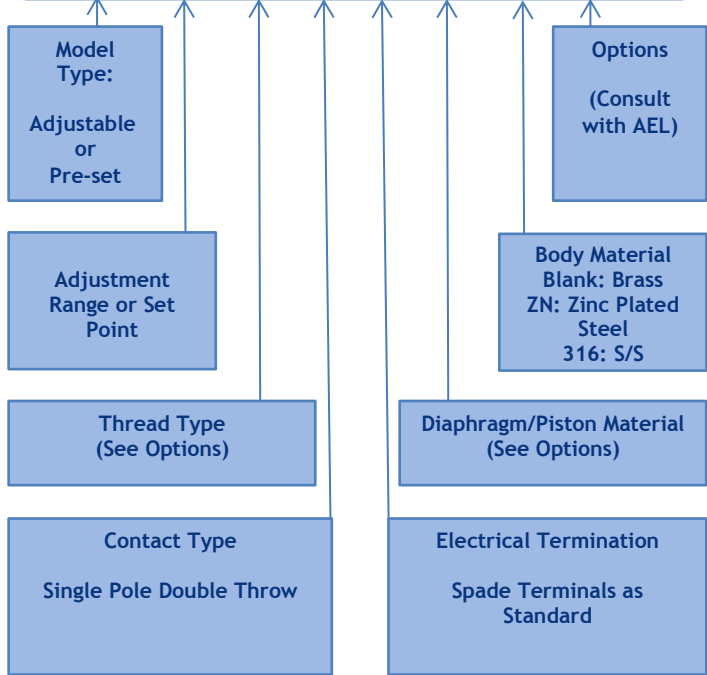 Model
Type:
Adjustable
or
Pre-set
Options
(Consult
with AEL)
Adjustment
Range or Set
Point
Body Material
Blank: Brass
ZN: Zinc Plated
Steel
316: S/S
Thread Type
(See Options)
Diaphragm/Piston Material
(See Options)
Contact Type
Single Pole Double Throw
Electrical Termination
Spade Terminals as
Standard